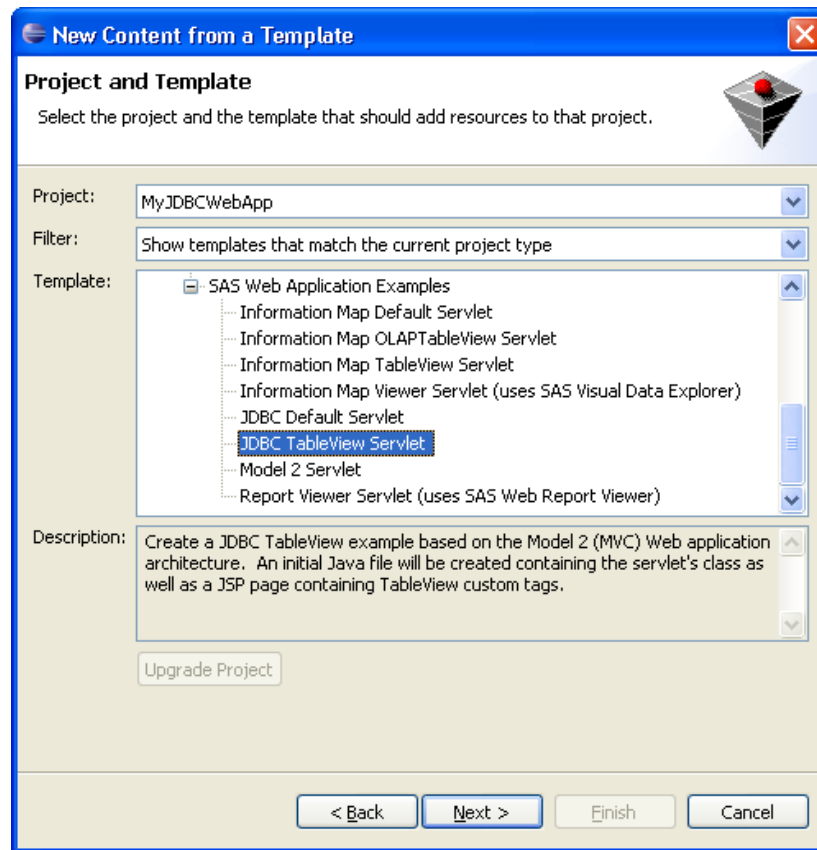 New Content from a Template
Project and Template
Select the project and the template that should add resources to that project.
Project:
MyJDBCWebApp
Filter:
Show templates that match the current project type
Template:
SAS Web Application Examples
Information Map Default Servlet
Information Map OLAPTableView Servlet
Information Map TableView Servlet
Information Map Viewer Servlet (uses SAS Visual Data Explorer)
JDBC Default Servlet
JDBC TableView Servlet
Model 2 Servlet
Report Viewer Servlet (uses SAS Web Report Viewer)
Description:
Create a JDBC TableView example based on the Model 2 (MVC) Web application
architecture. An initial Java file will be created containing the servlet's class as
well as a JSP page containing TableView custom tags.
Upgrade Project
< Back Next > Finish Cancel